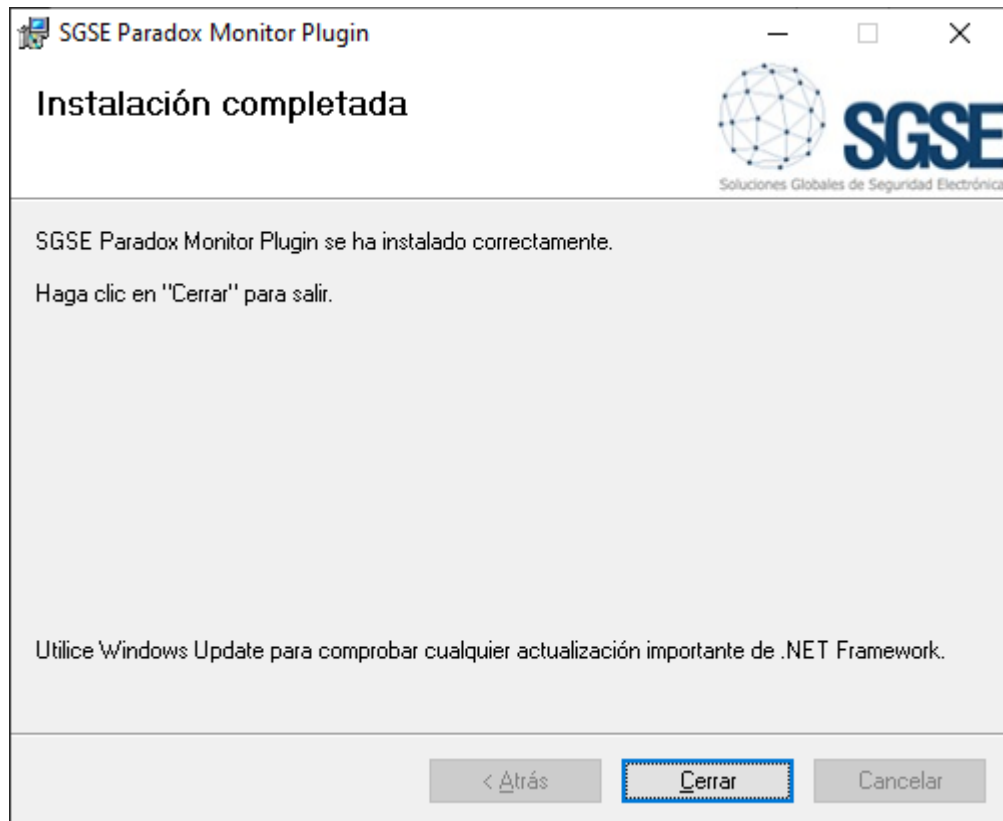 SGSE Paradox Monitor Plugin
Instalación completada
SGSE
Soluciones Globales de Seguridad Electrónica
SGSE Paradox Monitor Plugin se ha instalado correctamente.
Haga clic en "Cerrar" para salir.
Utilice Windows Update para comprobar cualquier actualización importante de .NET Framework.
< Atrás
Cerrar
Cancelar